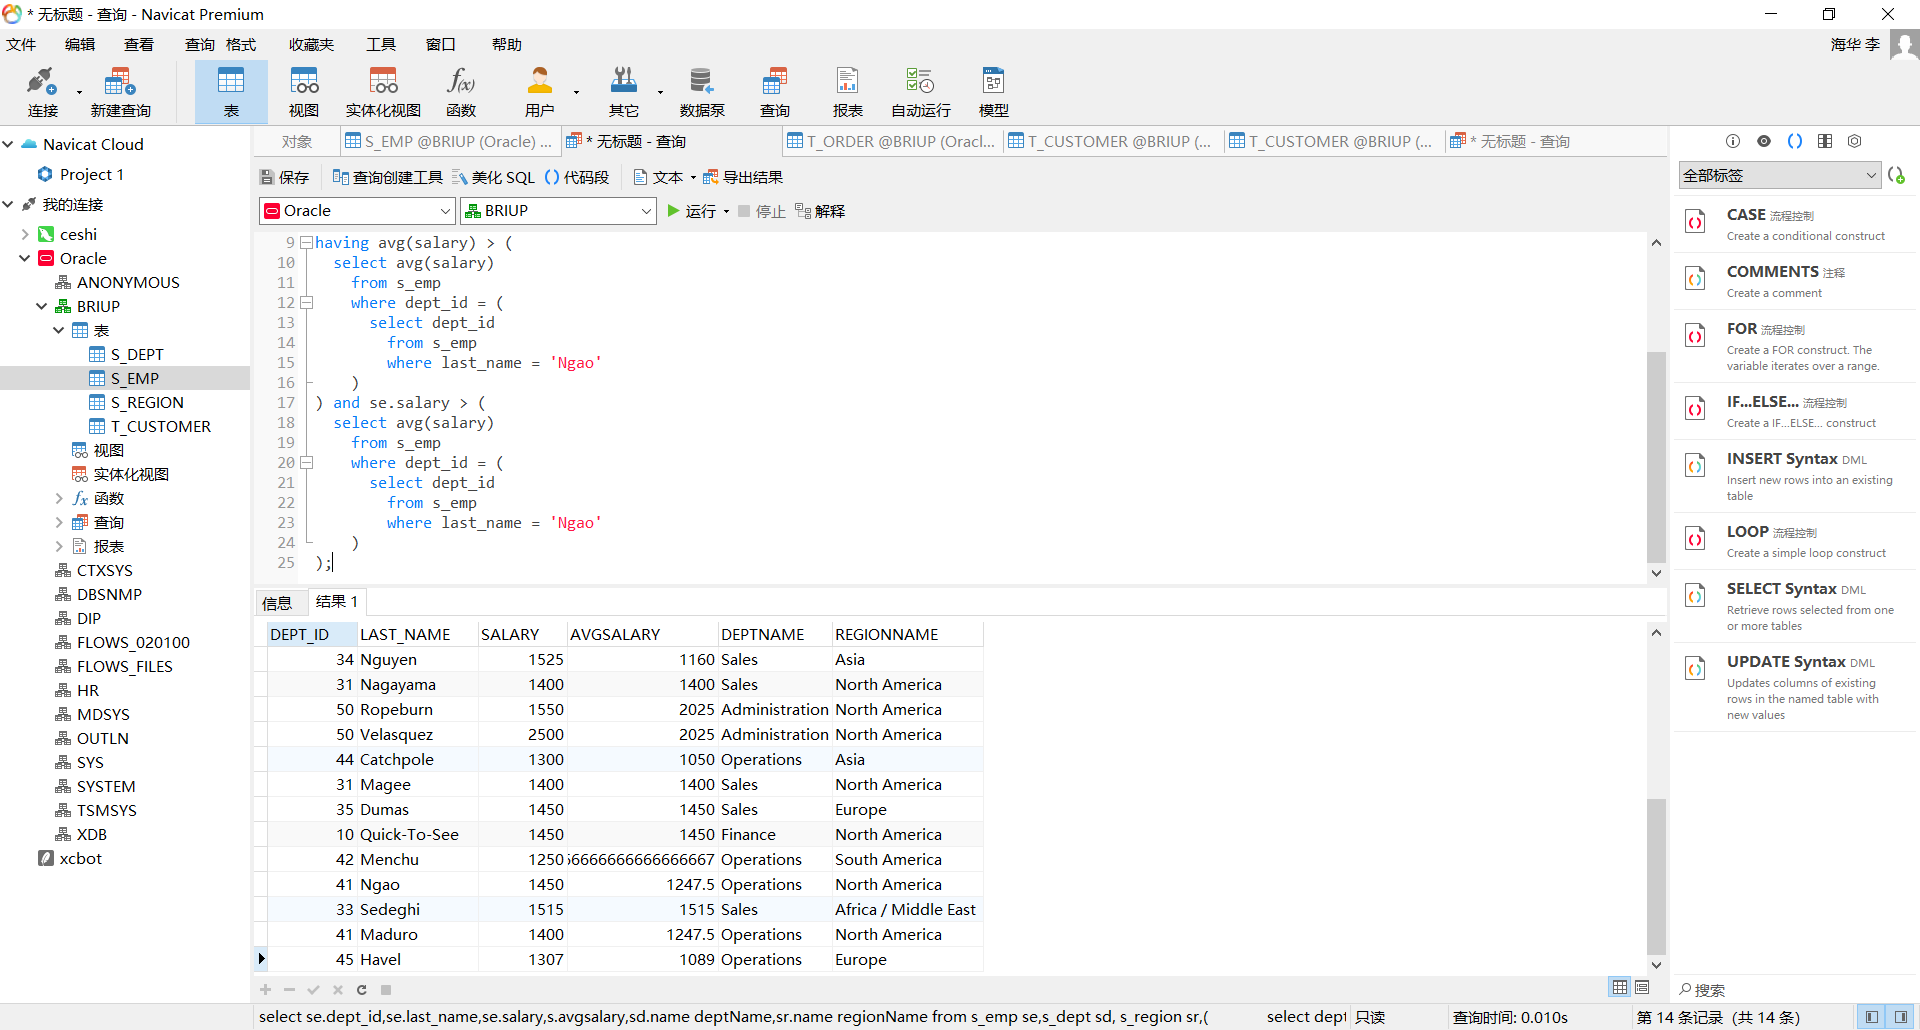 * 无标题 - 查询 - Navicat Premium
文件 编辑 查看 查询 格式 收藏夹 工具 窗口 帮助 海华 李
连接 新建查询 表 视图 实体化视图 函数 用户 其它 数据泵 查询 报表 自动运行 模型
Navicat Cloud
Project 1
我的连接
ceshi
Oracle
ANONYMOUS
BRIUP
表
S_DEPT
S_EMP
S_REGION
T_CUSTOMER
视图
实体化视图
函数
查询
报表
CTXSYS
DBSNMP
DIP
FLOWS_020100
FLOWS_FILES
HR
MDSYS
OUTLN
SYS
SYSTEM
TSMSYS
XDB
xcbot
对象 S_EMP @BRIUP (Oracle) ... * 无标题 - 查询 T_ORDER @BRIUP (Oracl... T_CUSTOMER @BRIUP (... T_CUSTOMER @BRIUP (... * 无标题 - 查询
保存 查询创建工具 美化 SQL () 代码段 文本 导出结果
Oracle BRIUP 运行 停止 解释
9 having avg(salary) > (
10 select avg(salary)
11 from s_emp
12 where dept_id = (
13 select dept_id
14 from s_emp
15 where last_name = 'Ngao'
16 )
17 ) and se.salary > (
18 select avg(salary)
19 from s_emp
20 where dept_id = (
21 select dept_id
22 from s_emp
23 where last_name = 'Ngao'
24 )
25 );
信息 结果 1
DEPT_ID LAST_NAME SALARY AVGSALARY DEPTNAME REGIONNAME
34 Nguyen 1525 1160 Sales Asia
31 Nagayama 1400 1400 Sales North America
50 Ropeburn 1550 2025 Administration North America
50 Velasquez 2500 2025 Administration North America
44 Catchpole 1300 1050 Operations Asia
31 Magee 1400 1400 Sales North America
35 Dumas 1450 1450 Sales Europe
10 Quick-To-See 1450 1450 Finance North America
42 Menchu 1250 66666666666666667 Operations South America
41 Ngao 1450 1247.5 Operations North America
33 Sedeghi 1515 1515 Sales Africa / Middle East
41 Maduro 1400 1247.5 Operations North America
45 Havel 1307 1089 Operations Europe
全部标签
CASE 流程控制
Create a conditional construct
COMMENTS 注释
Create a comment
FOR 流程控制
Create a FOR construct. The
variable iterates over a range.
IF...ELSE... 流程控制
Create a IF...ELSE... construct
INSERT Syntax DML
Insert new rows into an existing
table
LOOP 流程控制
Create a simple loop construct
SELECT Syntax DML
Retrieve rows selected from one
or more tables
UPDATE Syntax DML
Updates columns of existing
rows in the named table with
new values
搜索
select se.dept_id,se.last_name,se.salary,s.avgsalary,sd.name deptName,sr.name regionName from s_emp se,s_dept sd, s_region sr,( select dept 只读 查询时间: 0.010s 第 14 条记录 (共 14 条)